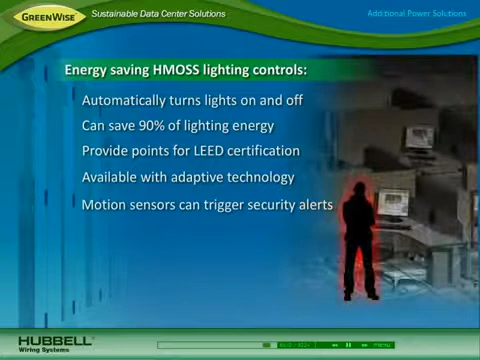 GREENWISE
Sustainable Data Center Solutions
Additional Power Solutions
Energy saving HMOSS lighting controls:
Automatically turns lights on and off
Can save 90% of lighting energy
Provide points for LEED certification
Available with adaptive technology
Motion sensors can trigger security alerts
HUBBELL
Wiring Systems
menu